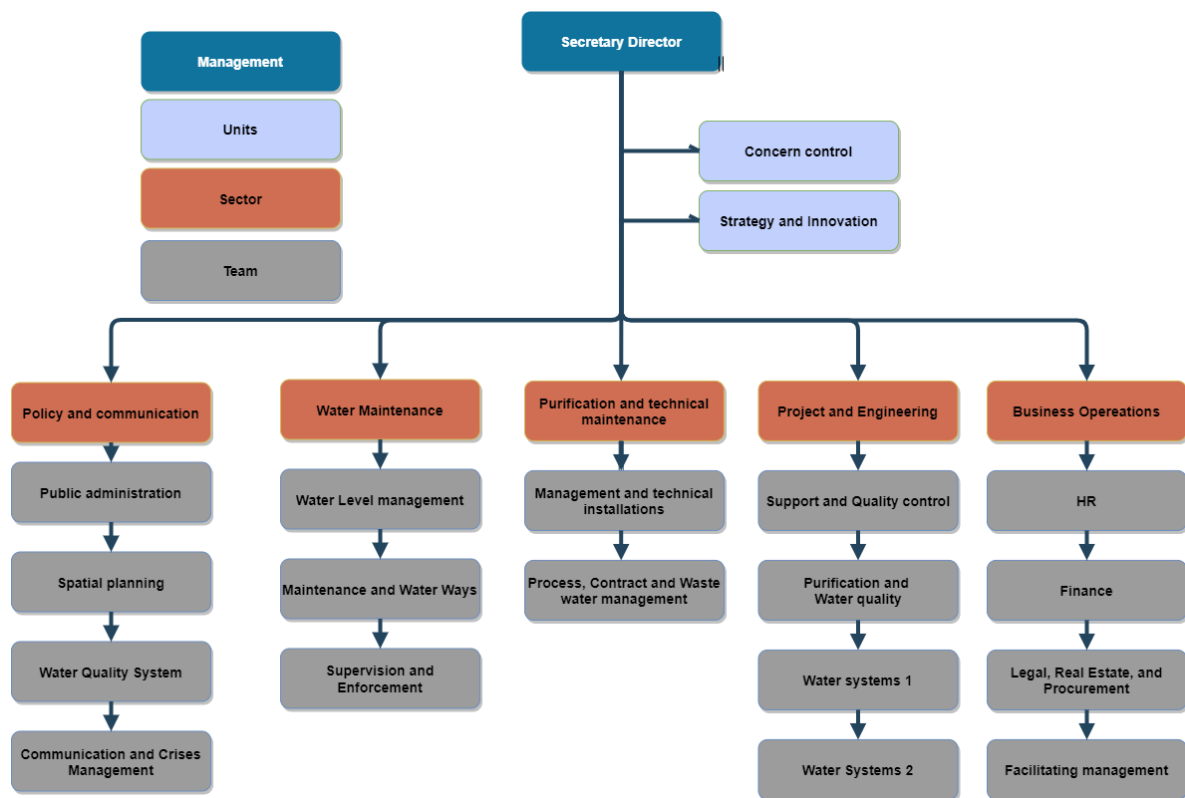 Secretary Director
Management
Units
Sector
Team
Concern control
Strategy and Innovation
Policy and communication
Public administration
Spatial planning
Water Quality System
Communication and Crises
Management
Water Maintenance
Water Level management
Maintenance and Water Ways
Supervision and
Enforcement
Purification and technical
maintenance
Management and technical
installations
Process, Contract and Waste
water management
Project and Engineering
Support and Quality control
Purification and
Water quality
Water systems 1
Water Systems 2
Business Opereations
HR
Finance
Legal, Real Estate, and
Procurement
Facilitating management